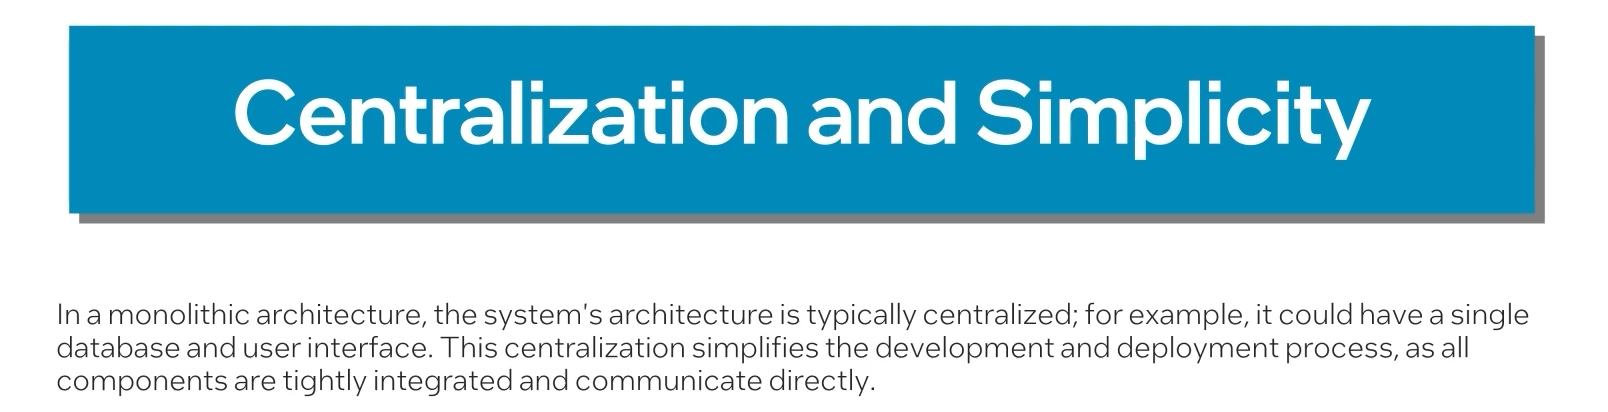 Centralization and Simplicity
In a monolithic architecture, the system's architecture is typically centralized; for example, it could have a single
database and user interface. This centralization simplifies the development and deployment process, as all
components are tightly integrated and communicate directly.